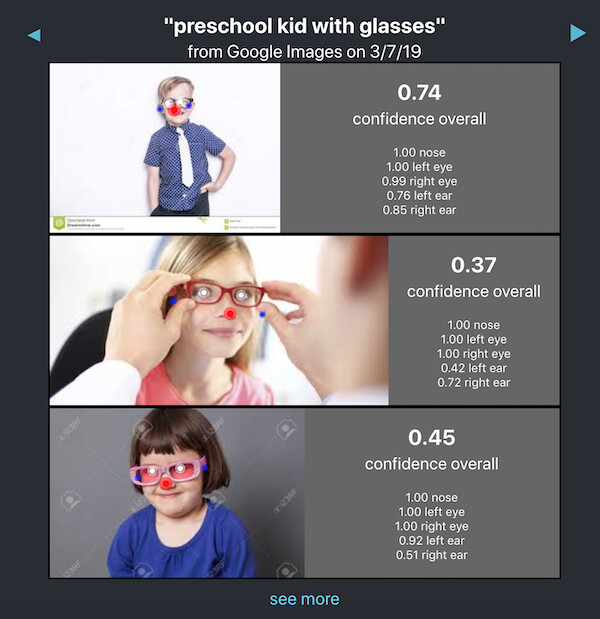 "preschool kid with glasses"
from Google Images on 3/7/19
0.74
confidence overall
1.00 nose
1.00 left eye
0.99 right eye
0.76 left ear
0.85 right ear
Download from
Dreamstime.com
0.37
confidence overall
1.00 nose
1.00 left eye
1.00 right eye
0.42 left ear
0.72 right ear
0.45
confidence overall
1.00 nose
1.00 left eye
1.00 right eye
0.92 left ear
0.51 right ear
see more